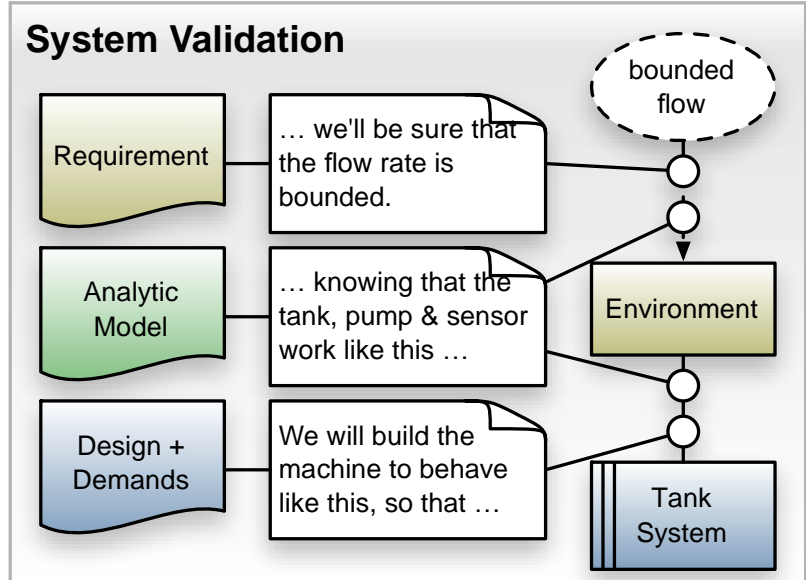 System Validation
bounded
flow
Requirement
… we'll be sure that
the flow rate is
bounded.
Analytic
Model
… knowing that the
tank, pump & sensor
work like this …
Environment
Design +
Demands
We will build the
machine to behave
like this, so that …
Tank
System